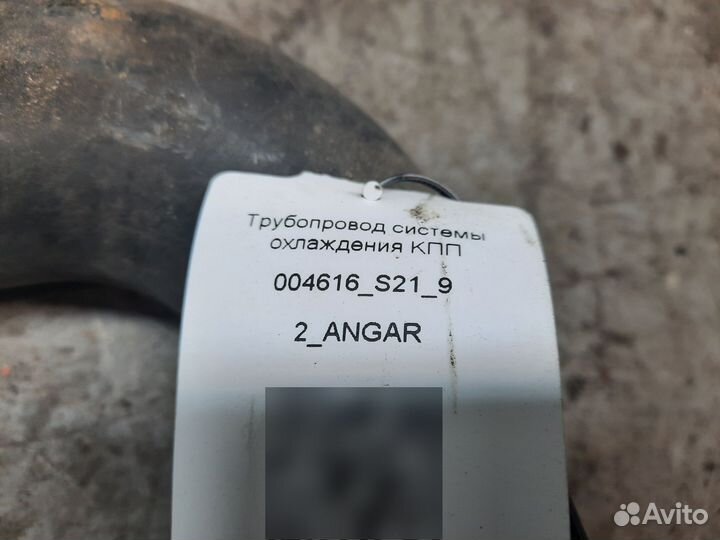 Трубопровод системы
охлаждения КПП
004616_S21_9
2_ANGAR
Avito